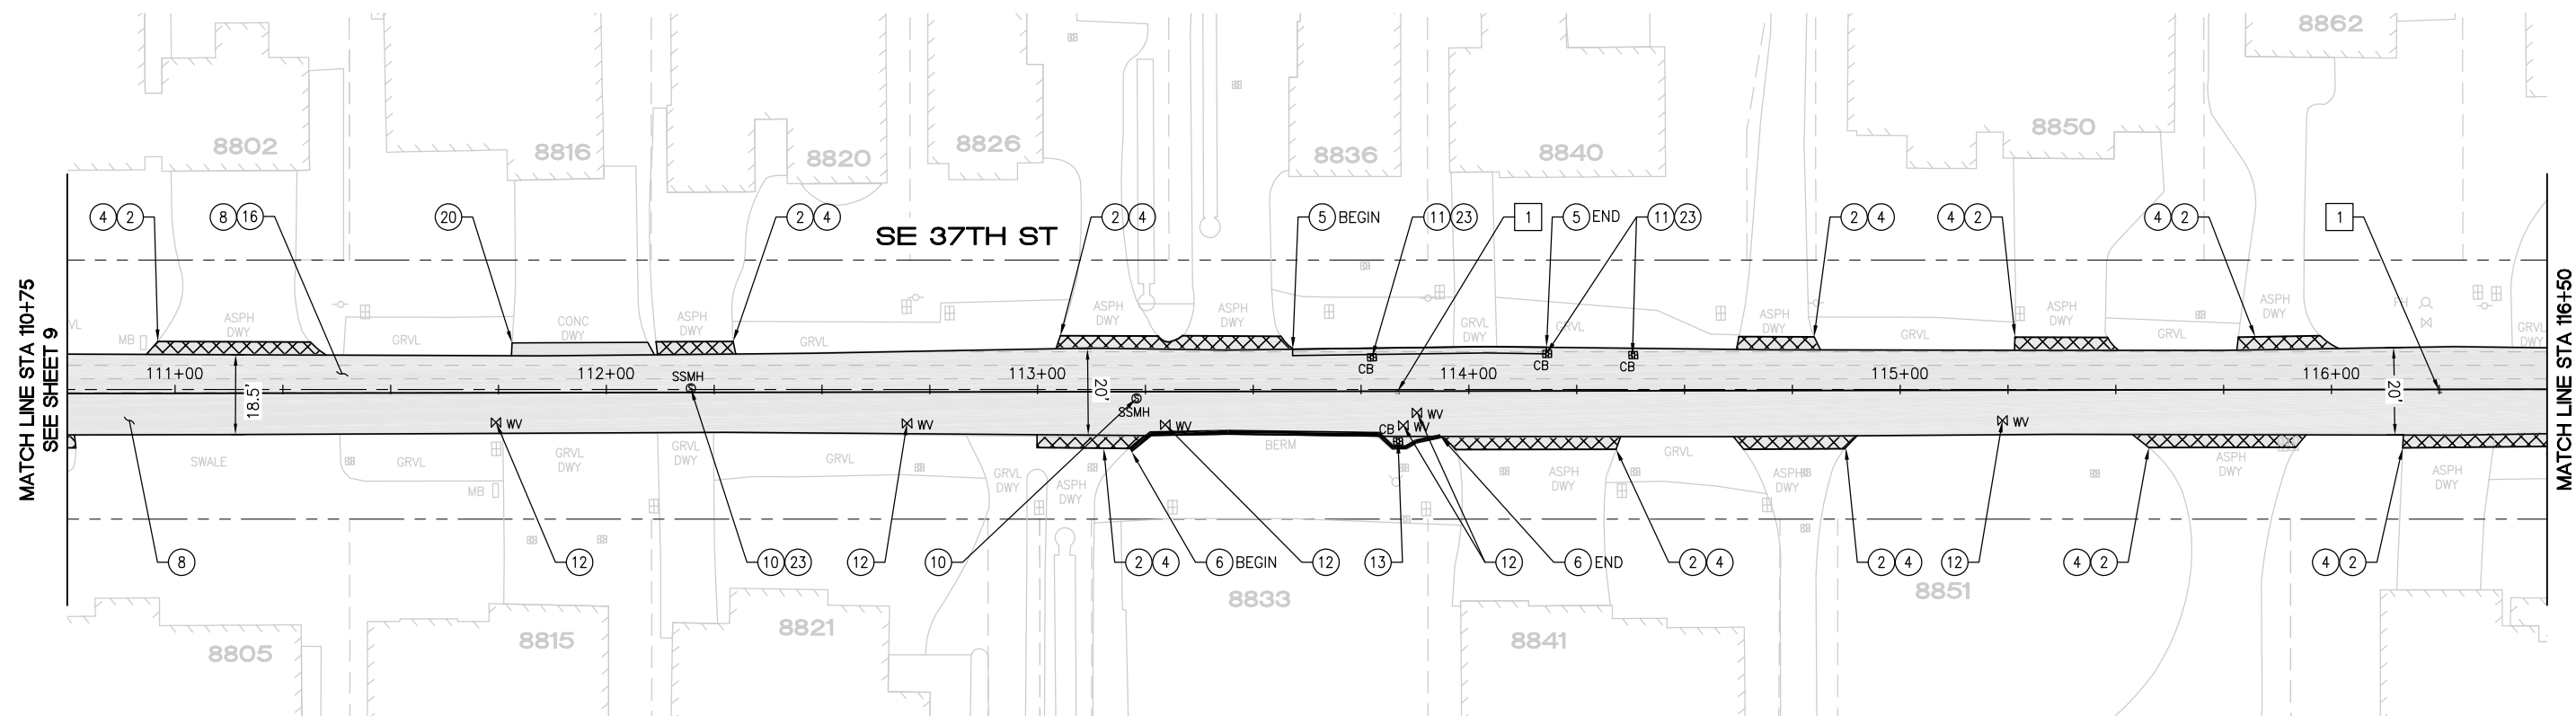 8862
8850
8802
8816
8820
8826
8836
8840
4 2
8 16
20
2 4
SE 37TH ST
2 4
5 BEGIN
11 23
1
5 END
11 23
2 4
4 2
4 2
1
MATCH LINE STA 110+75
SEE SHEET 9
VL
MB
ASPH
DWY
GRVL
CONC
DWY
ASPH
DWY
GRVL
ASPH
DWY
ASPH
DWY
GRVL
DWY
GRVL
ASPH
DWY
GRVL
ASPH
DWY
GRVL
ASPH
DWY
FH
GRVL
DWY
MATCH LINE STA 116+50
CB
CB
CB
111+00
18.5'
112+00
SSMH
113+00
20'
SSMH
114+00
115+00
116+00
20'
WV
WV
WV
WV
WV
WV
CB
SWALE
GRVL
MB
GRVL
DWY
GRVL
DWY
GRVL
GRVL
DWY
ASPH
DWY
BERM
GRVL
ASPH
DWY
GRVL
ASPH
DWY
ASPH
DWY
ASPH
DWY
8
12
10 23
12
10
2 4
6 BEGIN
12
13
12
6 END
2 4
2 4
12
4 2
4 2
8805
8815
8821
8833
8841
8851